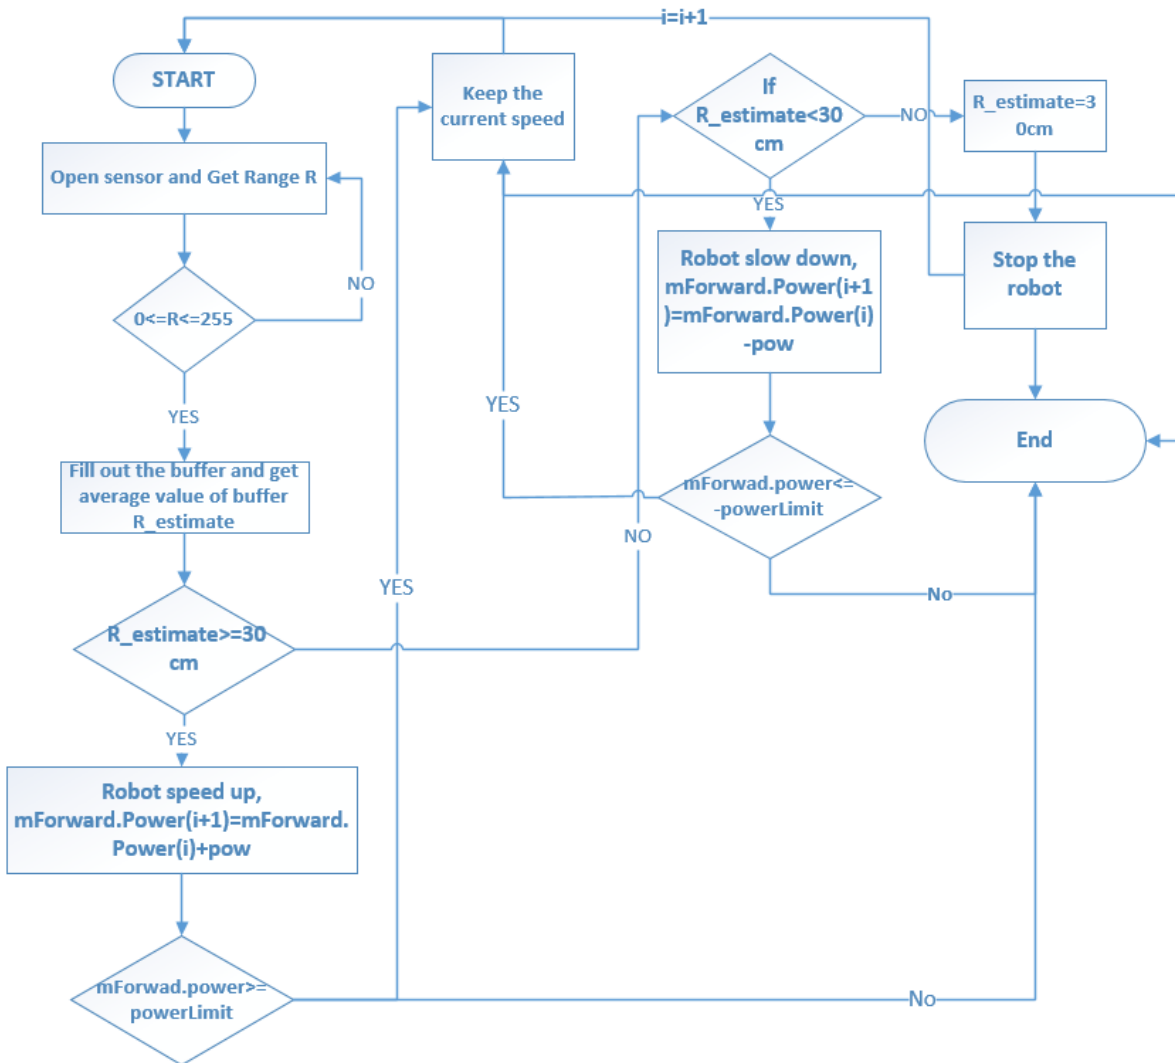 i=i+1
START
Keep the
current speed
If
R_estimate<30
cm
NO
R_estimate=3
0cm
Open sensor and Get Range R
YES
Robot slow down,
mForward.Power(i+1
)=mForward.Power(i)
-pow
Stop the
robot
NO
0<=R<=255
YES
YES
End
Fill out the buffer and get
average value of buffer
R_estimate
mForwad.power<=
-powerLimit
NO
YES
No
R_estimate>=30
cm
YES
Robot speed up,
mForward.Power(i+1)=mForward.
Power(i)+pow
mForwad.power>=
powerLimit
No